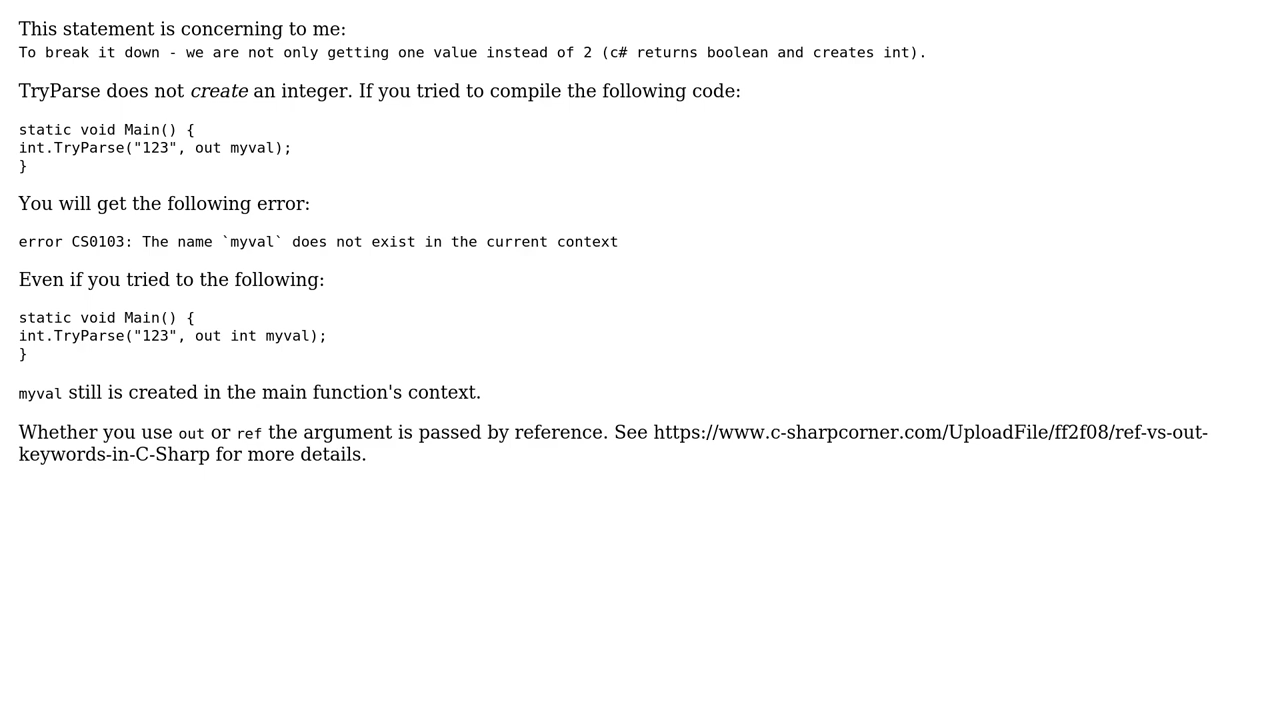 This statement is concerning to me:
To break it down - we are not only getting one value instead of 2 (c# returns boolean and creates int).
TryParse does not create an integer. If you tried to compile the following code:
static void Main() {
int.TryParse("123", out myval);
}
You will get the following error:
error CS0103: The name `myval` does not exist in the current context
Even if you tried to the following:
static void Main() {
int.TryParse("123", out int myval);
}
myval still is created in the main function's context.
Whether you use out or ref the argument is passed by reference. See https://www.c-sharpcorner.com/UploadFile/ff2f08/ref-vs-out-
keywords-in-C-Sharp for more details.